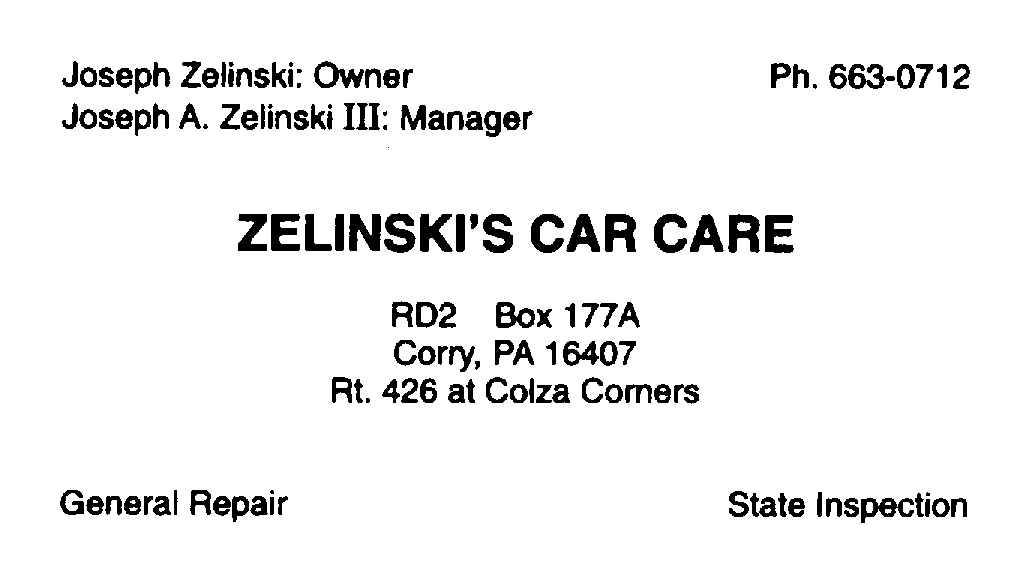 Joseph Zelinski: Owner
Ph. 663-0712
Joseph A. Zelinski III: Manager
ZELINSKI'S CAR CARE
RD2 Box 177A
Corry, PA 16407
Rt. 426 at Colza Corners
General Repair
State Inspection